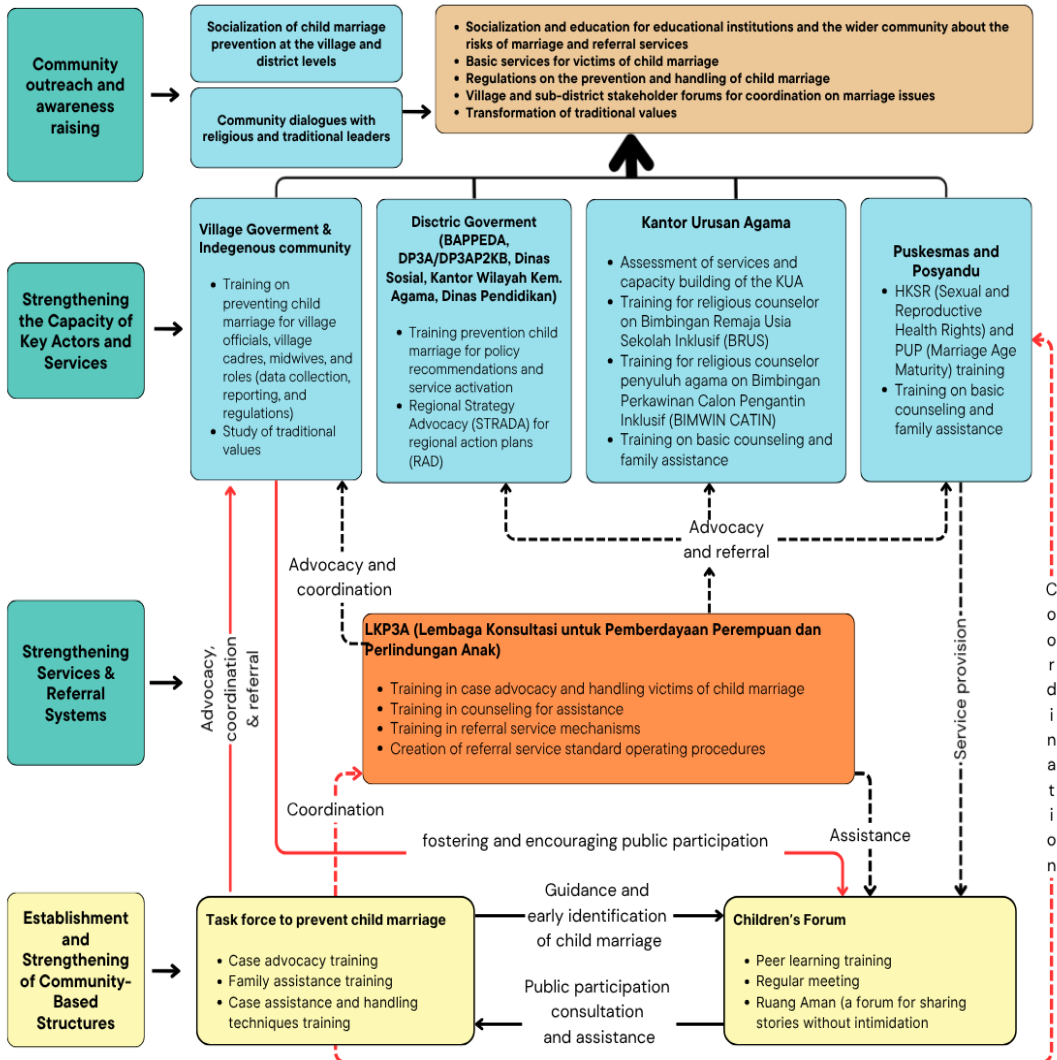 Community
outreach and
awareness
raising
Socialization of child marriage
prevention at the village and
district levels
Community dialogues with
religious and traditional leaders
• Socialization and education for educational institutions and the wider community about the
risks of marriage and referral services
• Basic services for victims of child marriage
• Regulations on the prevention and handling of child marriage
• Village and sub-district stakeholder forums for coordination on marriage issues
• Transformation of traditional values
Strengthening
the Capacity of
Key Actors and
Services
Village Goverment &
Indegenous community
• Training on
preventing child
marriage for village
officials, village
cadres, midwives, and
roles (data collection,
reporting, and
regulations)
• Study of traditional
values
Disctric Goverment
(BAPPEDA,
DP3A/DP3AP2KB, Dinas
Sosial, Kantor Wilayah Kem.
Agama, Dinas Pendidikan)
• Training prevention child
marriage for policy
recommendations and
service activation
• Regional Strategy
Advocacy (STRADA) for
regional action plans
(RAD)
Kantor Urusan Agama
• Assessment of services and
capacity building of the KUA
• Training for religious counselor
on Bimbingan Remaja Usia
Sekolah Inklusif (BRUS)
• Training for religious counselor
penyuluh agama on Bimbingan
Perkawinan Calon Pengantin
Inklusif (BIMWIN CATIN)
• Training on basic counseling and
family assistance
Puskesmas and
Posyandu
• HKSR (Sexual and
Reproductive
Health Rights) and
PUP (Marriage Age
Maturity) training
• Training on basic
counseling and
family assistance
Advocacy and
coordination
Advocacy
and referral
Strengthening
Services &
Referral
Systems
Advocacy,
coordination
& referral
LKP3A (Lembaga Konsultasi untuk Pemberdayaan Perempuan dan
Perlindungan Anak)
• Training in case advocacy and handling victims of child marriage
• Training in counseling for assistance
• Training in referral service mechanisms
• Creation of referral service standard operating procedures
Service provision
Coordination
Coordination
fostering and encouraging public participation
Assistance
Establishment
and
Strengthening
of Community-
Based
Structures
Task force to prevent child marriage
• Case advocacy training
• Family assistance training
• Case assistance and handling
techniques training
Guidance and
early identification
of child marriage
Public participation
consultation
and assistance
Children's Forum
• Peer learning training
• Regular meeting
• Ruang Aman (a forum for sharing
stories without intimidation